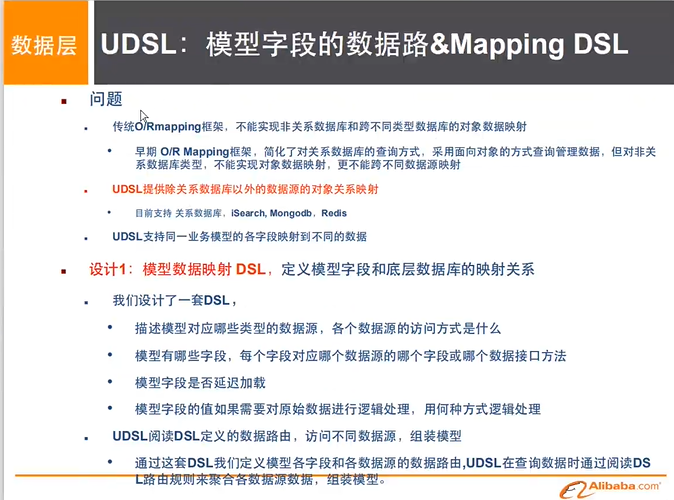 数据层
UDSL：模型字段的数据路&Mapping DSL
问题
传统O/Rmapping框架，不能实现非关系数据库和跨不同类型数据库的对象数据映射
早期 O/R Mapping框架，简化了对关系数据库的查询方式，采用面向对象的方式查询管理数据，但对非关
系数据库类型，不能实现对象数据映射，更不能跨不同数据源映射
UDSL提供除关系数据库以外的数据源的对象关系映射
目前支持 关系数据库，iSearch, Mongodb，Redis
UDSL支持同一业务模型的各字段映射到不同的数据
设计1：模型数据映射 DSL，定义模型字段和底层数据库的映射关系
我们设计了一套DSL，
描述模型对应哪些类型的数据源，各个数据源的访问方式是什么
模型有哪些字段，每个字段对应哪个数据源的哪个字段或哪个数据接口方法
模型字段是否延迟加载
模型字段的值如果需要对原始数据进行逻辑处理，用何种方式逻辑处理
UDSL阅读DSL定义的数据路由，访问不同数据源，组装模型
通过这套DSL我们定义模型各字段和各数据源的数据路由,UDSL在查询数据时通过阅读DS
L路由规则来聚合各数据源数据，组装模型。
Alibaba.com